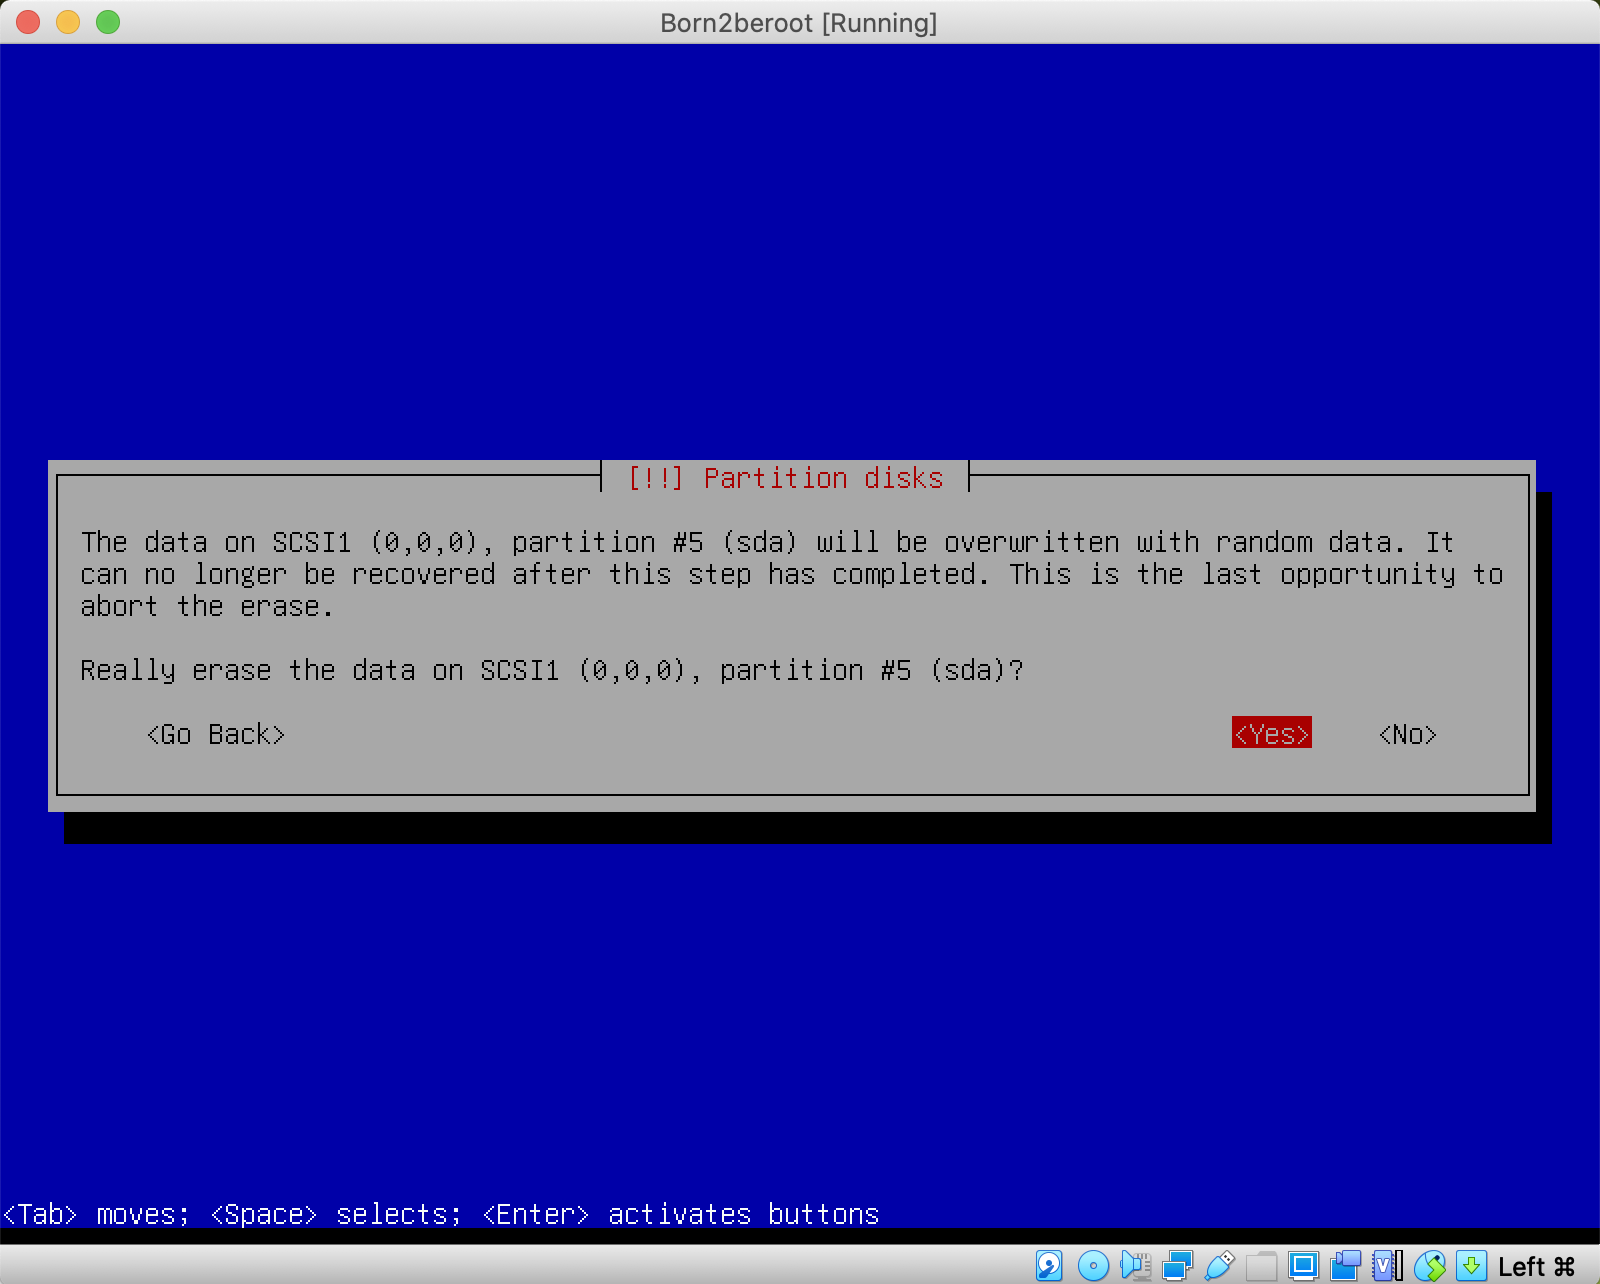 Born2beroot [Running]
[!!] Partition disks
The data on SCSI1 (0,0,0), partition #5 (sda) will be overwritten with random data. It
can no longer be recovered after this step has completed. This is the last opportunity to
abort the erase.
Really erase the data on SCSI1 (0,0,0), partition #5 (sda)?
<Go Back> <Yes> <No>
<Tab> moves; <Space> selects; <Enter> activates buttons
Left ⌘